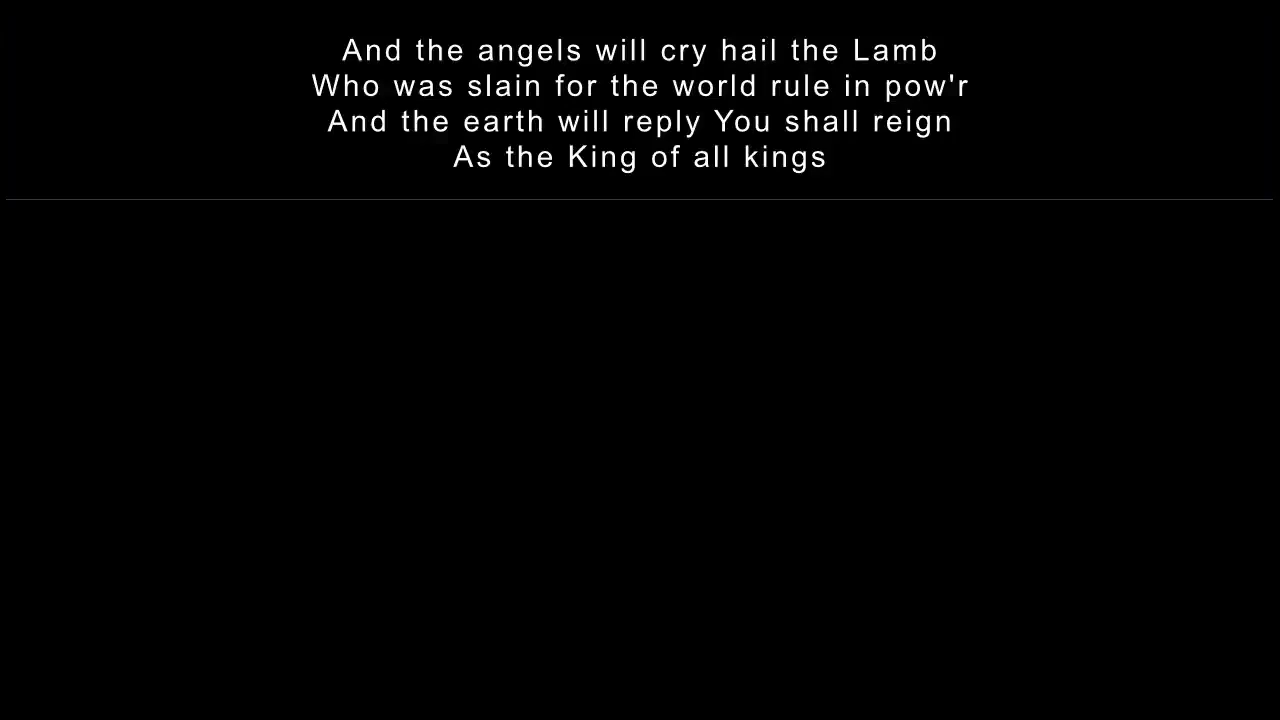 And the angels will cry hail the Lamb
Who was slain for the world rule in pow'r
And the earth will reply You shall reign
As the King of all kings